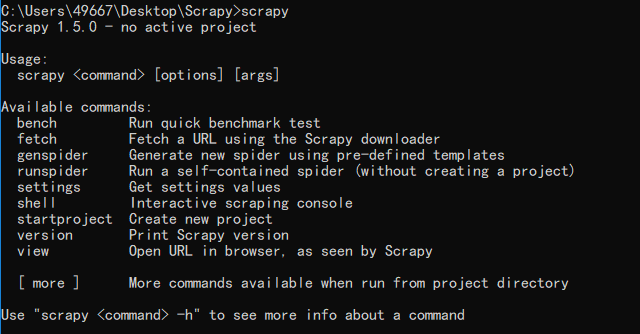 C:\Users\49667\Desktop\Scrapy>scrapy
Scrapy 1.5.0 - no active project

Usage:
  scrapy <command> [options] [args]

Available commands:
  bench         Run quick benchmark test
  fetch         Fetch a URL using the Scrapy downloader
  genspider     Generate new spider using pre-defined templates
  runspider     Run a self-contained spider (without creating a project)
  settings      Get settings values
  shell         Interactive scraping console
  startproject  Create new project
  version       Print Scrapy version
  view          Open URL in browser, as seen by Scrapy

  [ more ]      More commands available when run from project directory

Use "scrapy <command> -h" to see more info about a command